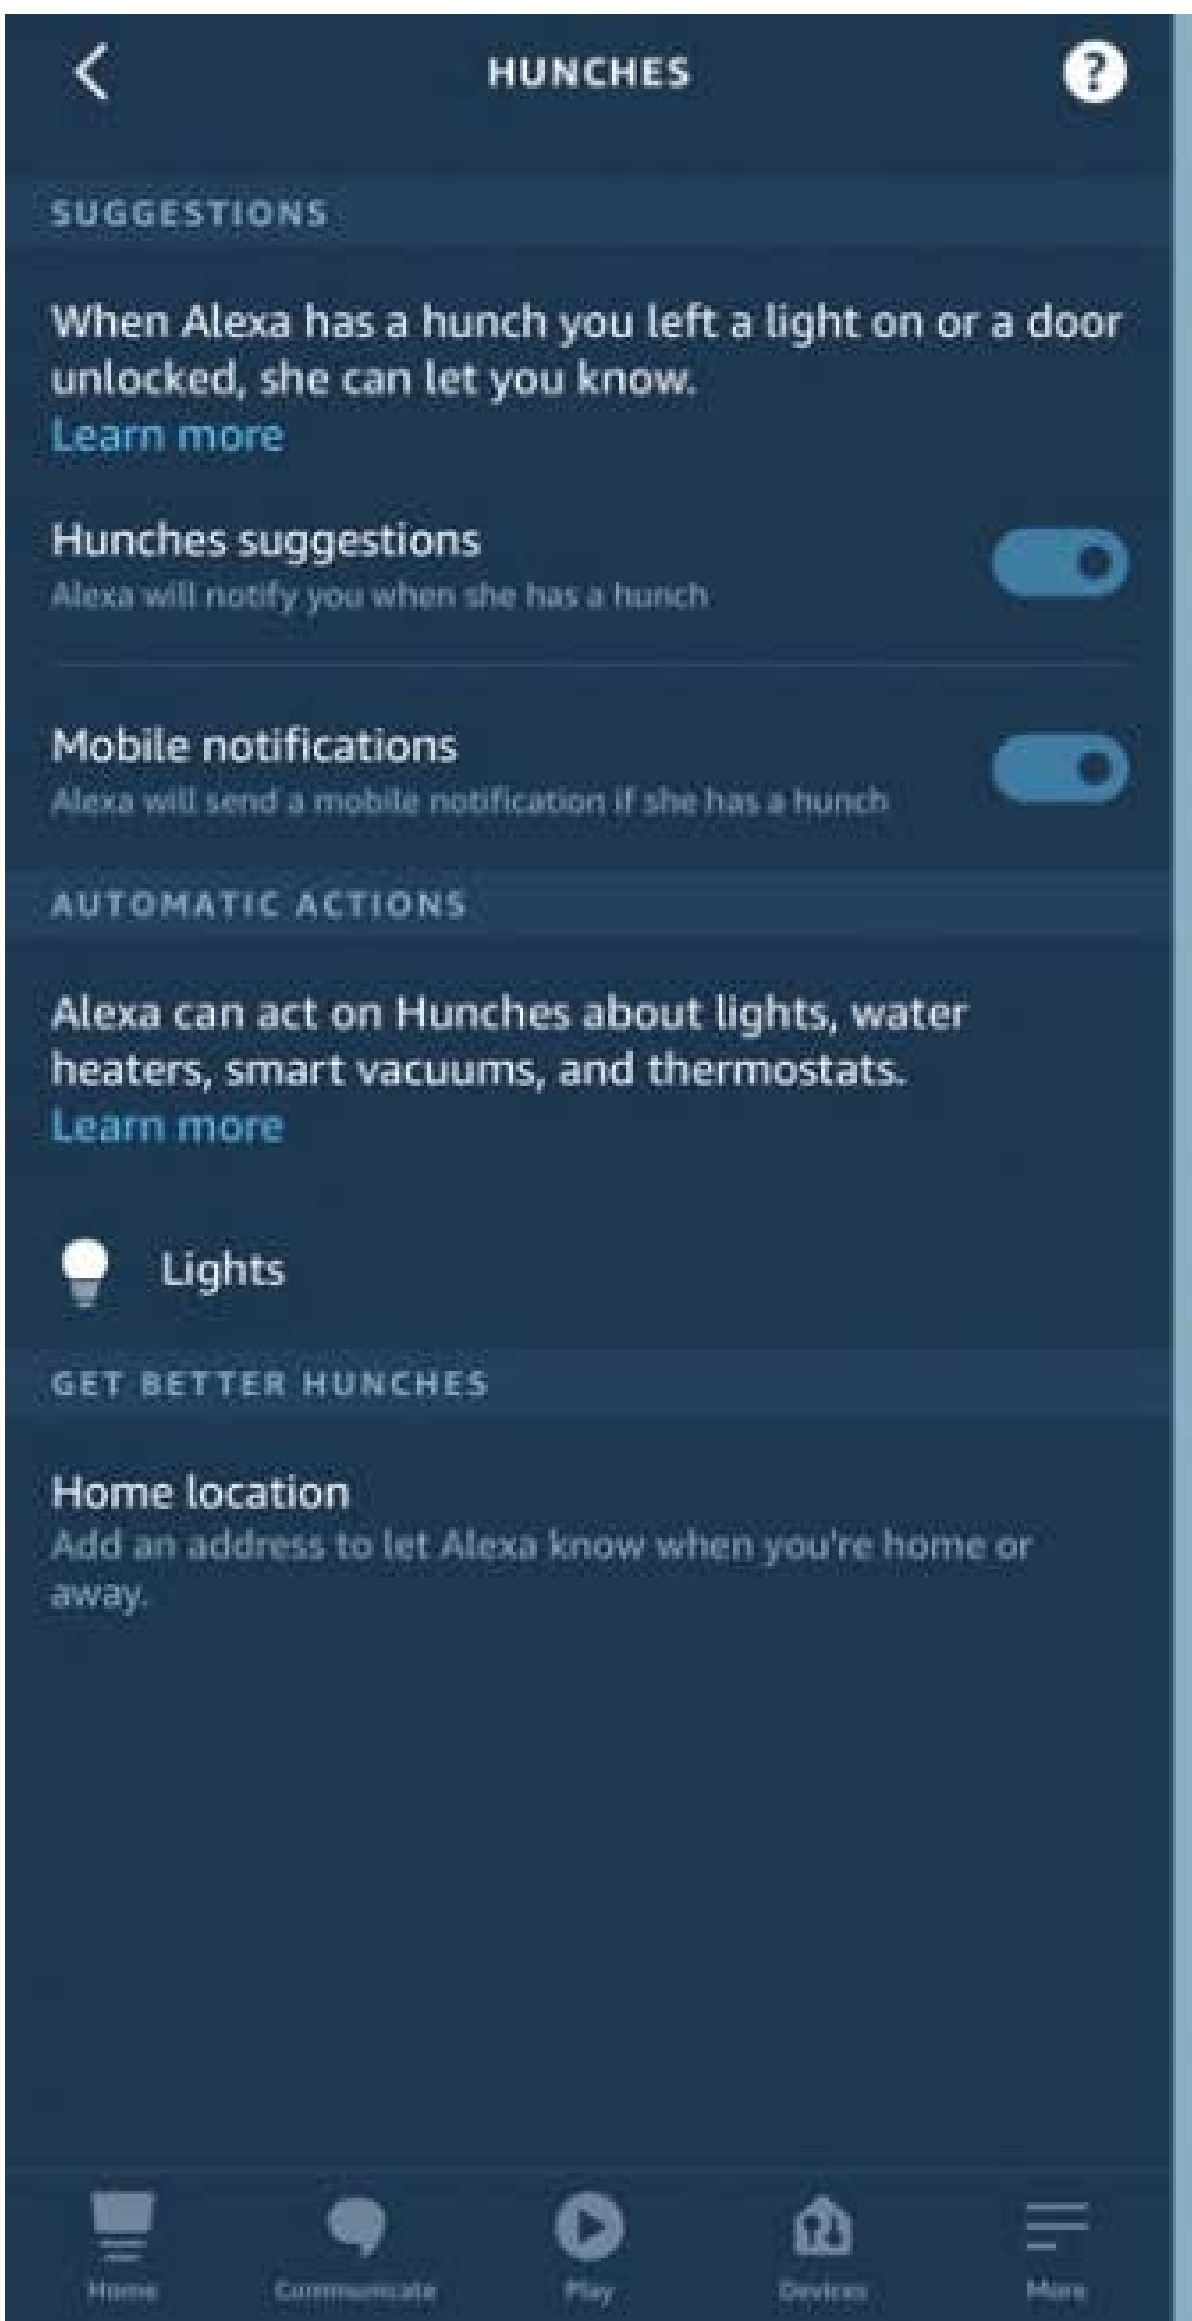 HUNCHES
?
SUGGESTIONS
When Alexa has a hunch you left a light on or a door
unlocked, she can let you know.
Learn more
Hunches suggestions
Alexa will notify you when she has a hunch
Mobile notifications
Alexa will send a mobile notification if she has a hunch
AUTOMATIC ACTIONS
Alexa can act on Hunches about lights, water
heaters, smart vacuums, and thermostats.
Learn more
Lights
GET BETTER HUNCHES
Home location
Add an address to let Alexa know when you're home or
away.
Home Communicate Play Devices More